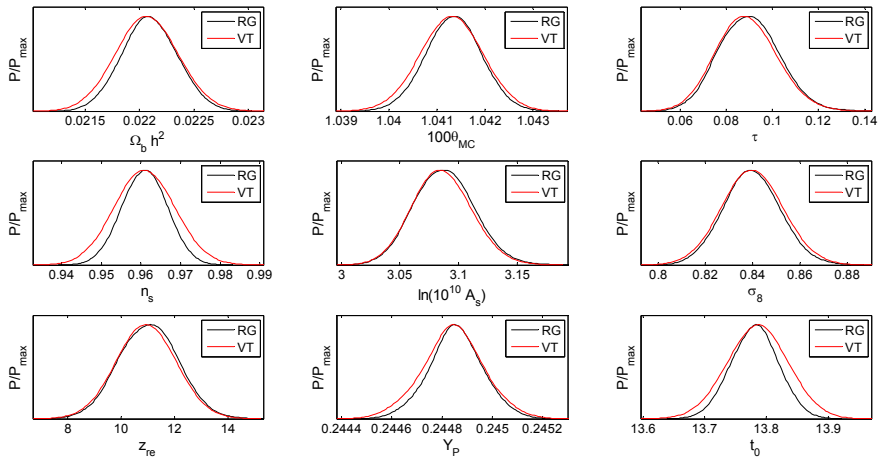 P/P_max
RG
VT
0.0215 0.022 0.0225 0.023
Ω_b h²
P/P_max
RG
VT
1.039 1.04 1.041 1.042 1.043
100θ_MC
P/P_max
RG
VT
0.06 0.08 0.1 0.12 0.14
τ
P/P_max
RG
VT
0.94 0.95 0.96 0.97 0.98 0.99
n_s
P/P_max
RG
VT
3 3.05 3.1 3.15
ln(10¹⁰ A_s)
P/P_max
RG
VT
0.8 0.82 0.84 0.86 0.88
σ_8
P/P_max
RG
VT
8 10 12 14
z_re
P/P_max
RG
VT
0.2444 0.2446 0.2448 0.245 0.2452
Y_P
P/P_max
RG
VT
13.6 13.7 13.8 13.9
t_0